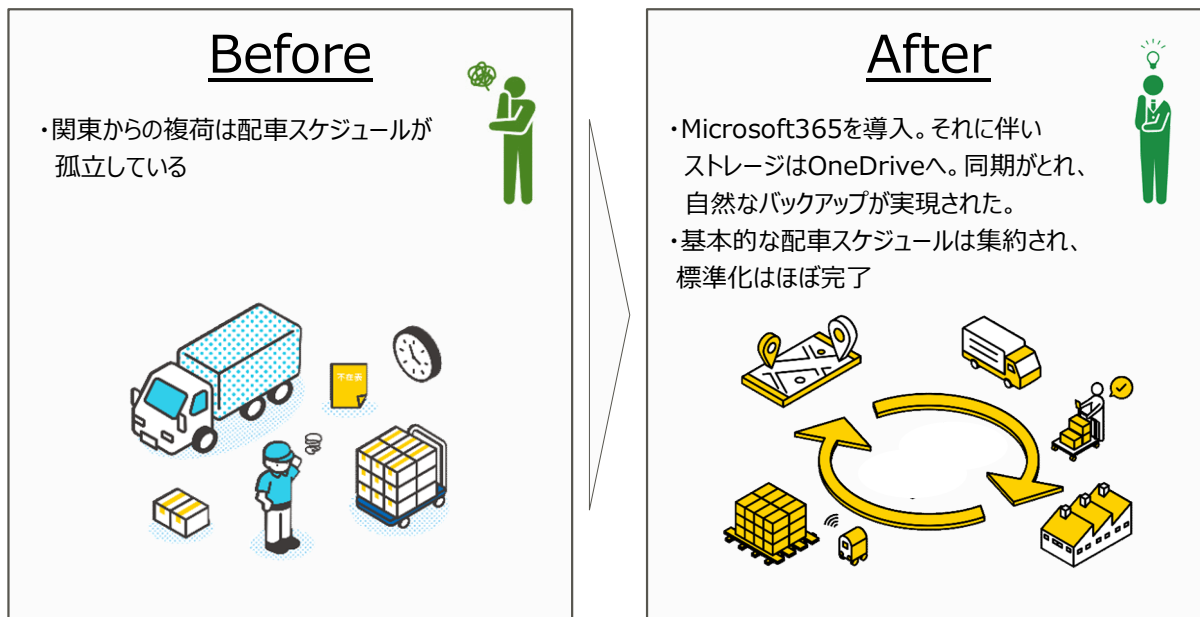 Before
・関東からの複荷は配車スケジュールが
孤立している
不在表
After
・Microsoft365を導入。それに伴い
ストレージはOneDriveへ。同期がとれ、
自然なバックアップが実現された。
・基本的な配車スケジュールは集約され、
標準化はほぼ完了